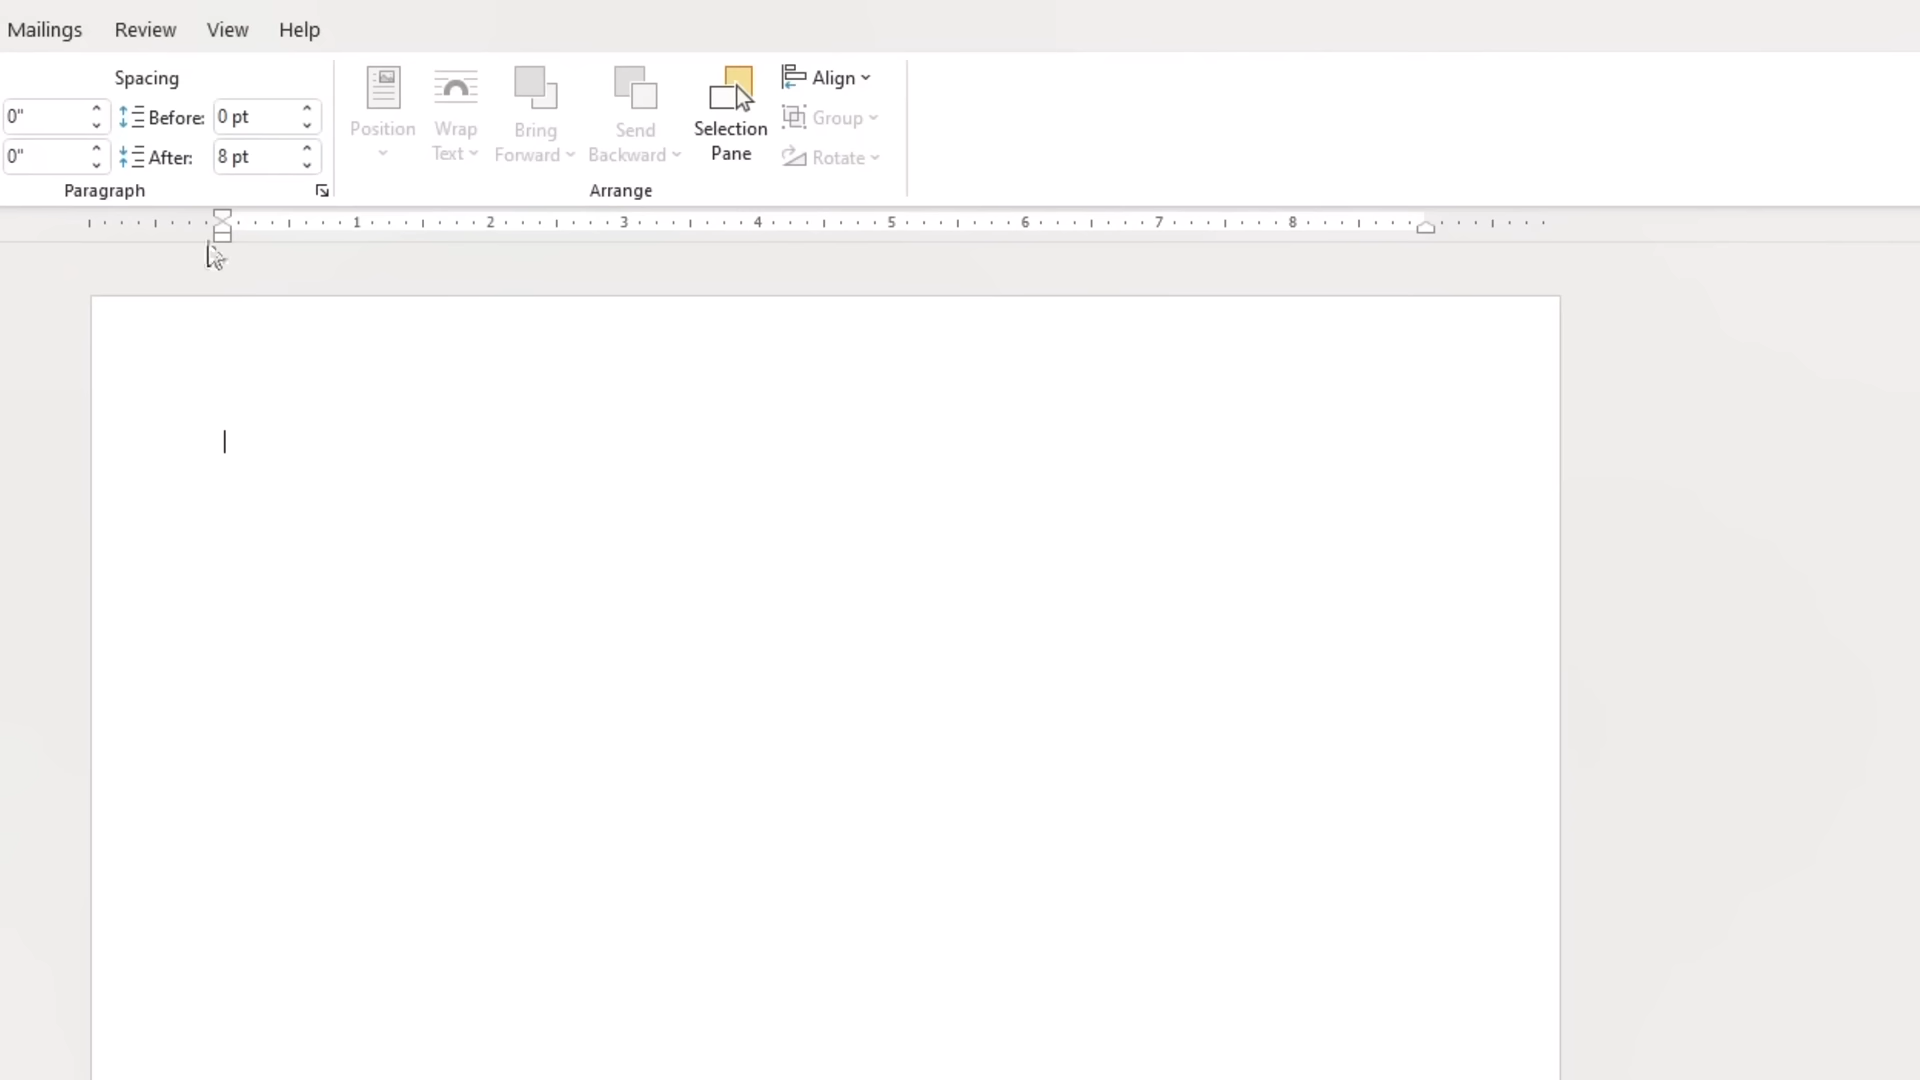 Mailings Review View Help
Spacing
0" Before: 0 pt
0" After: 8 pt
Paragraph
Position
Wrap
Text
Bring
Forward
Send
Backward
Selection
Pane
Align
Group
Rotate
Arrange
1 2 3 4 5 6 7 8